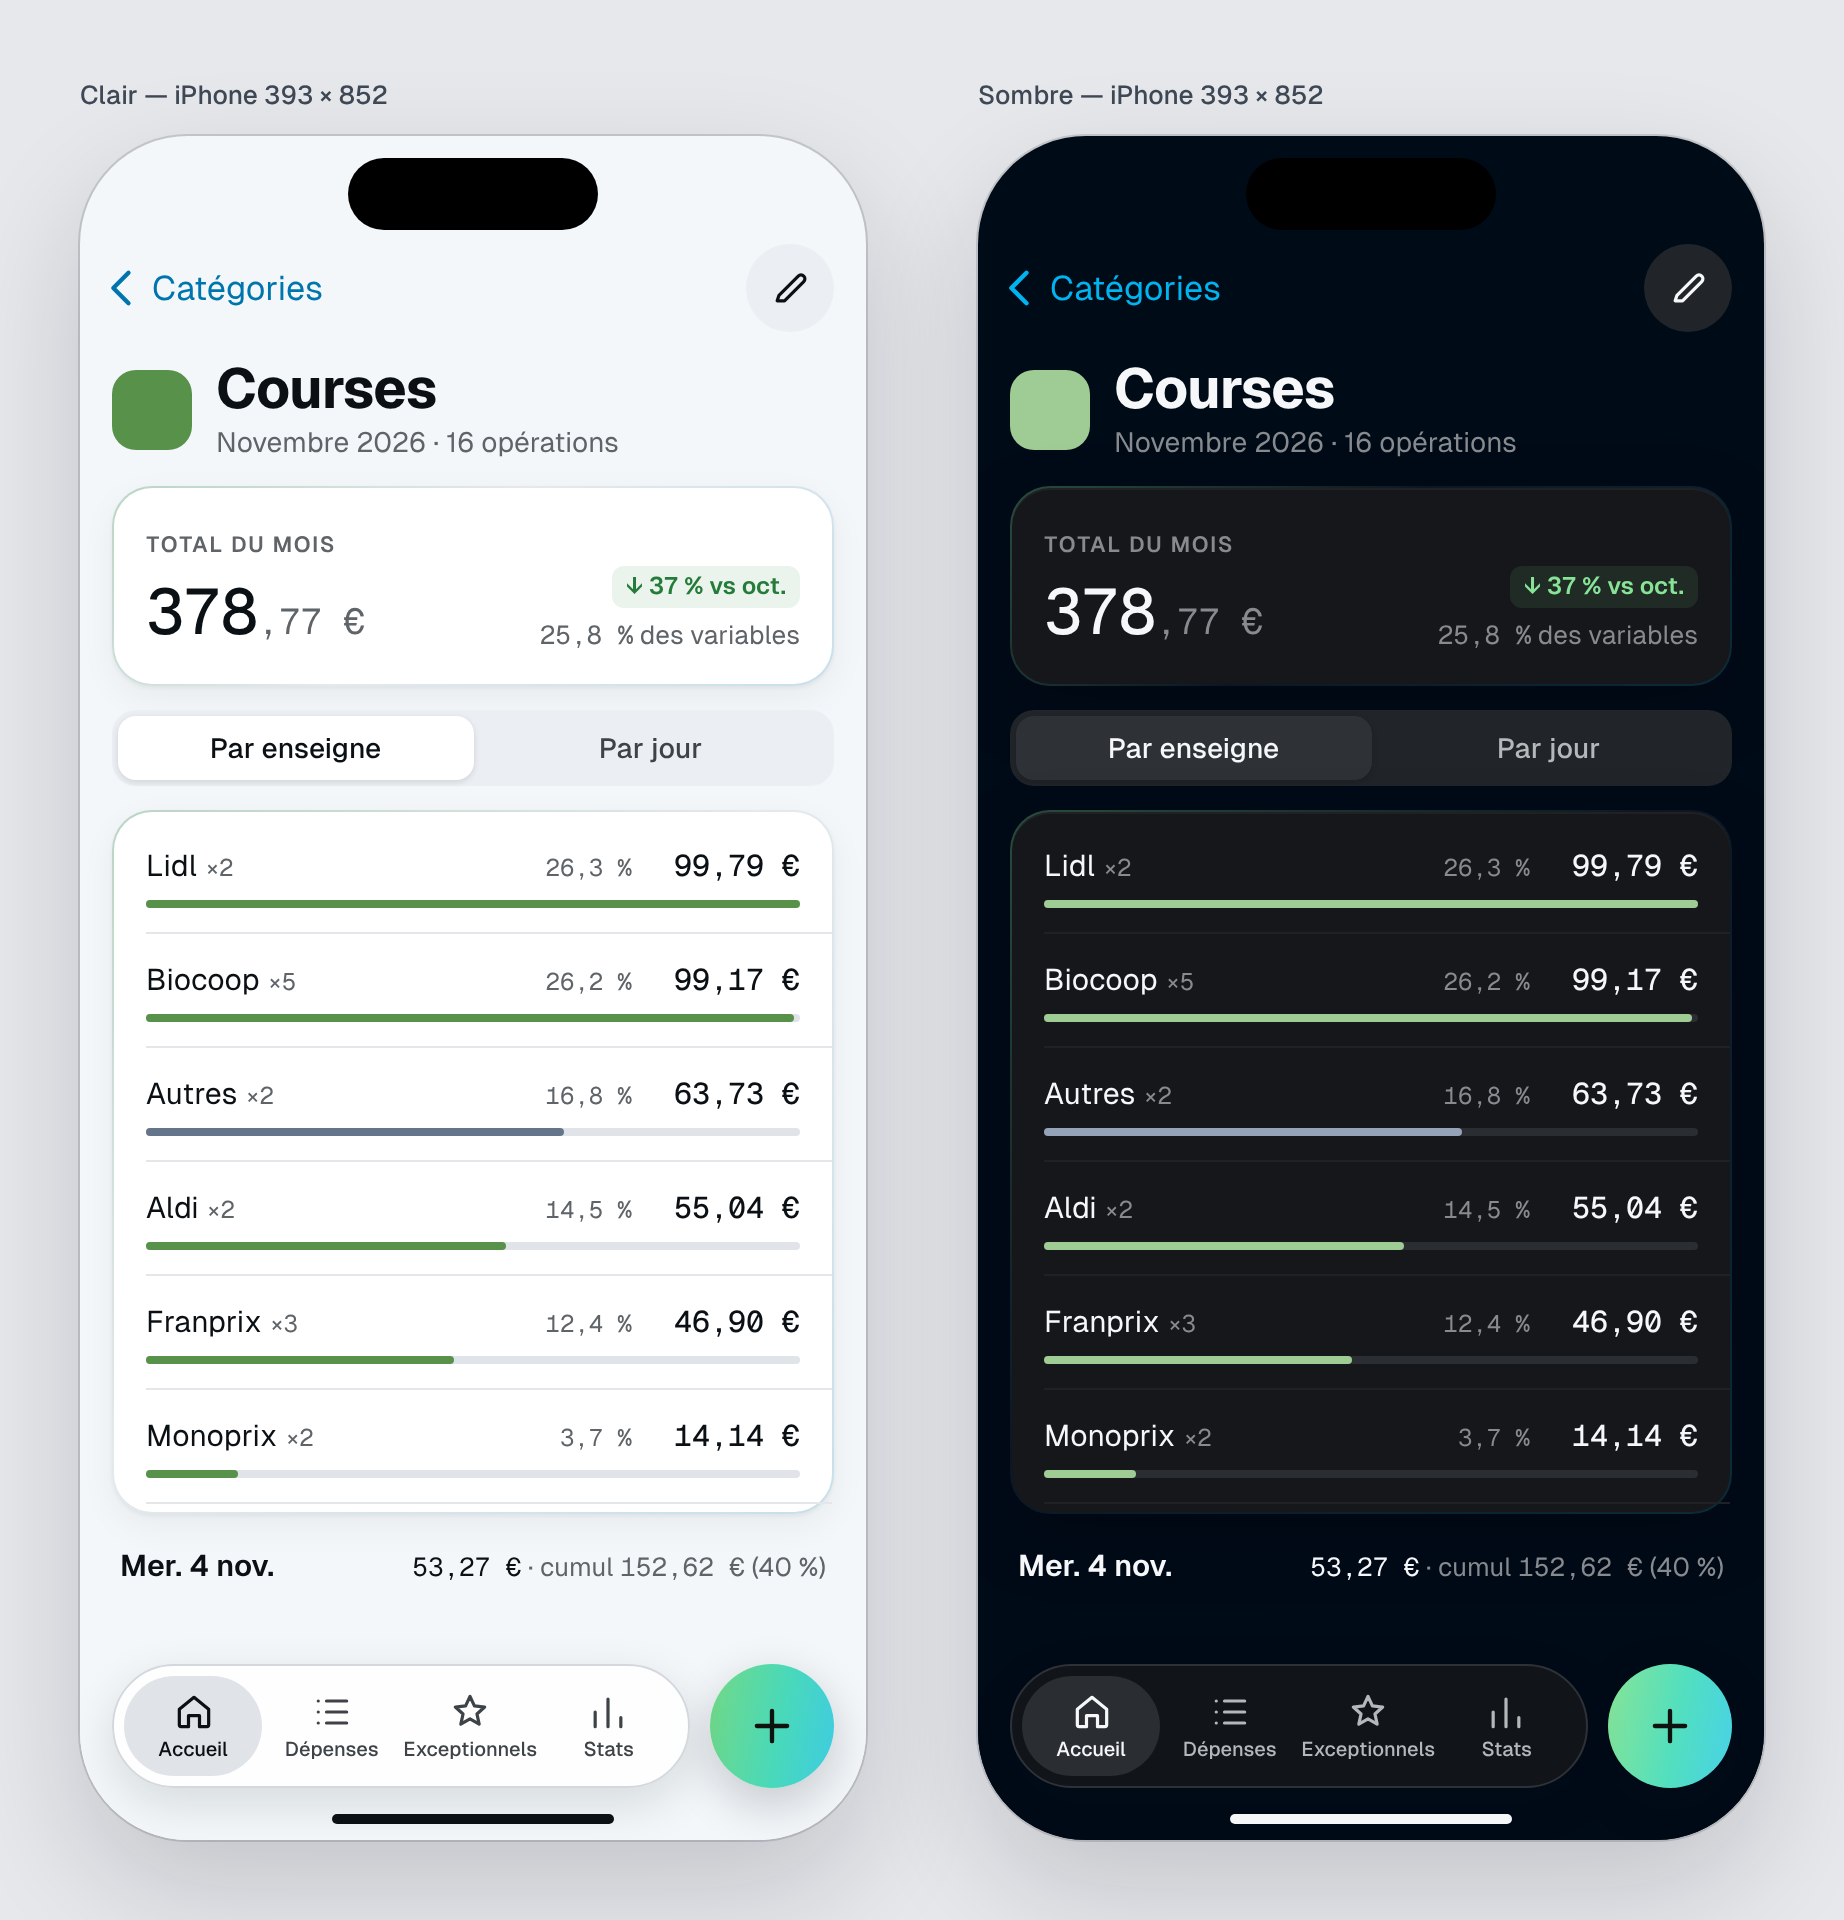 Clair — iPhone 393 × 852
Catégories
Courses
Novembre 2026 · 16 opérations
TOTAL DU MOIS
378,77 €
↓ 37 % vs oct.
25,8 % des variables
Par enseigne Par jour
Lidl ×2 26,3 % 99,79 €
Biocoop ×5 26,2 % 99,17 €
Autres ×2 16,8 % 63,73 €
Aldi ×2 14,5 % 55,04 €
Franprix ×3 12,4 % 46,90 €
Monoprix ×2 3,7 % 14,14 €
Mer. 4 nov. 53,27 € · cumul 152,62 € (40 %)
Accueil Dépenses Exceptionnels Stats
Sombre — iPhone 393 × 852
Catégories
Courses
Novembre 2026 · 16 opérations
TOTAL DU MOIS
378,77 €
↓ 37 % vs oct.
25,8 % des variables
Par enseigne Par jour
Lidl ×2 26,3 % 99,79 €
Biocoop ×5 26,2 % 99,17 €
Autres ×2 16,8 % 63,73 €
Aldi ×2 14,5 % 55,04 €
Franprix ×3 12,4 % 46,90 €
Monoprix ×2 3,7 % 14,14 €
Mer. 4 nov. 53,27 € · cumul 152,62 € (40 %)
Accueil Dépenses Exceptionnels Stats